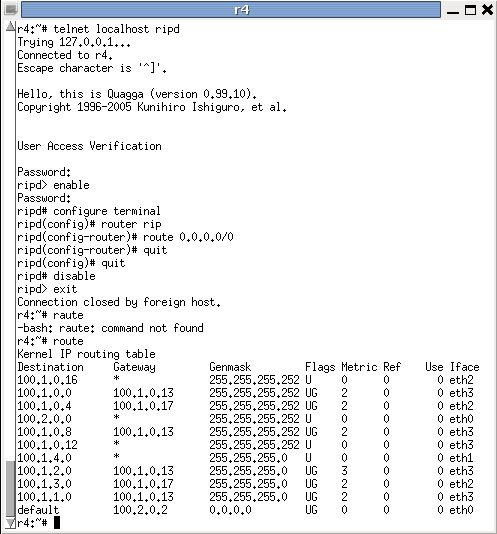 r4
r4:~# telnet localhost ripd
Trying 127.0.0.1...
Connected to r4.
Escape character is '^]'.
Hello, this is Quagga (version 0.99.10).
Copyright 1996-2005 Kunihiro Ishiguro, et al.
User Access Verification
Password:
ripd> enable
Password:
ripd# configure terminal
ripd(config)# router rip
ripd(config-router)# route 0.0.0.0/0
ripd(config-router)# quit
ripd(config)# quit
ripd# disable
ripd> exit
Connection closed by foreign host.
r4:~# raute
-bash: raute: command not found
r4:~# route
Kernel IP routing table
Destination     Gateway         Genmask         Flags Metric Ref    Use Iface
100.1.0.16      *               255.255.255.252 U     0      0        0 eth2
100.1.0.0       100.1.0.13      255.255.255.252 UG    2      0        0 eth3
100.1.0.4       100.1.0.17      255.255.255.252 UG    2      0        0 eth2
100.2.0.0       *               255.255.255.252 U     0      0        0 eth0
100.1.0.8       100.1.0.13      255.255.255.252 UG    2      0        0 eth3
100.1.0.12      *               255.255.255.252 U     0      0        0 eth3
100.1.4.0       *               255.255.255.0   U     0      0        0 eth1
100.1.2.0       100.1.0.13      255.255.255.0   UG    3      0        0 eth3
100.1.3.0       100.1.0.17      255.255.255.0   UG    2      0        0 eth2
100.1.1.0       100.1.0.13      255.255.255.0   UG    2      0        0 eth3
default         100.2.0.2       0.0.0.0         UG    0      0        0 eth0
r4:~#